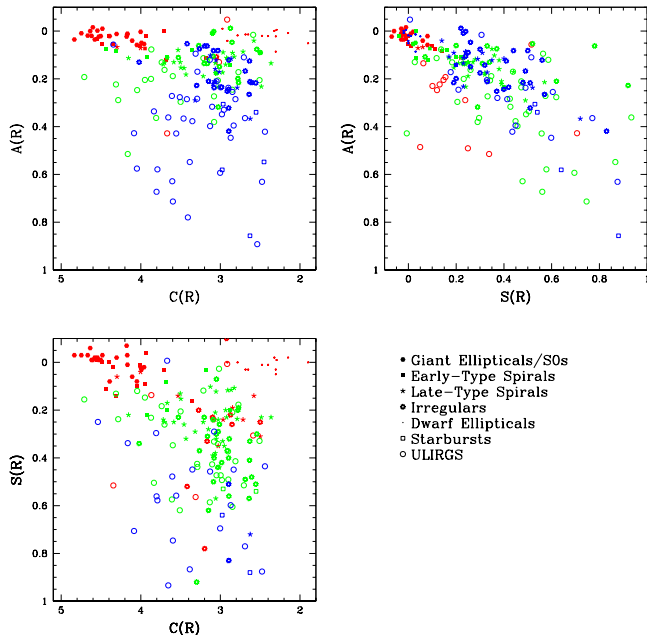 0
0.2
0.4
0.6
0.8
1
A(R)
5 4 3 2
C(R)
0
0.2
0.4
0.6
0.8
1
A(R)
0 0.2 0.4 0.6 0.8
S(R)
0
0.2
0.4
0.6
0.8
1
S(R)
5 4 3 2
C(R)
Giant Ellipticals/S0s
Early-Type Spirals
Late-Type Spirals
Irregulars
Dwarf Ellipticals
Starbursts
ULIRGS